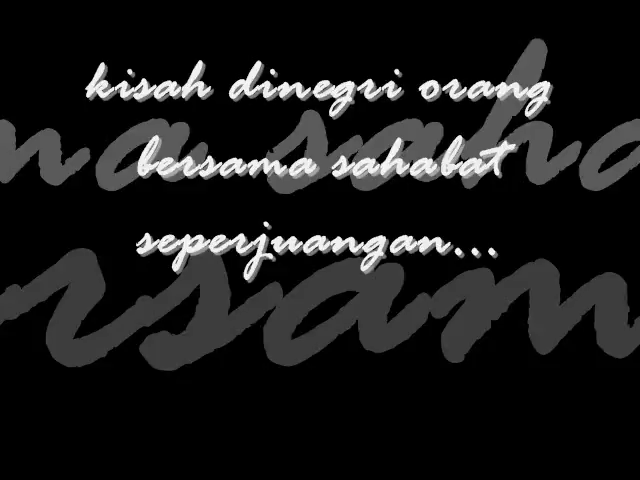 kisah dinegri orang
bersama sahabat
seperjuangan...